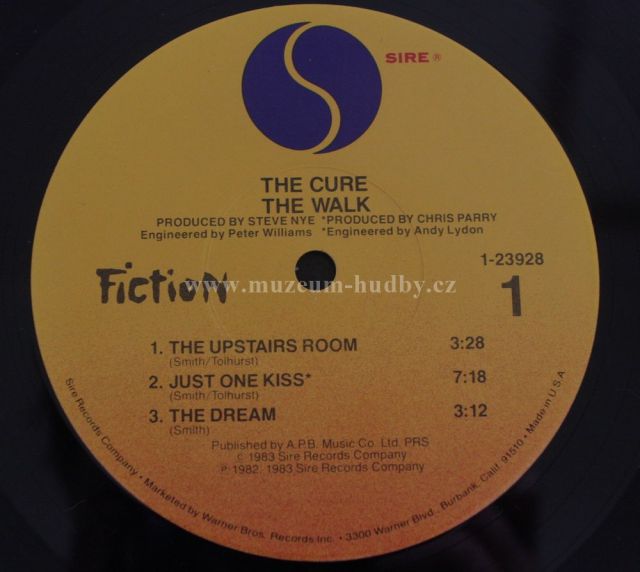 SIRE ®
THE CURE
THE WALK
PRODUCED BY STEVE NYE *PRODUCED BY CHRIS PARRY
Engineered by Peter Williams *Engineered by Andy Lydon
1-23928
Fiction
1
www.muzeum-hudby.cz
1. THE UPSTAIRS ROOM 3:28
(Smith/Tolhurst)
2. JUST ONE KISS* 7:18
(Smith/Tolhurst)
3. THE DREAM 3:12
(Smith)
Published by A.P.B. Music Co. Ltd. PRS
© 1983 Sire Records Company
℗ 1982, 1983 Sire Records Company
Sire Records Company • Marketed by Warner Bros. Records Inc. • 3300 Warner Blvd., Burbank, Calif. 91510 • Made in U.S.A.